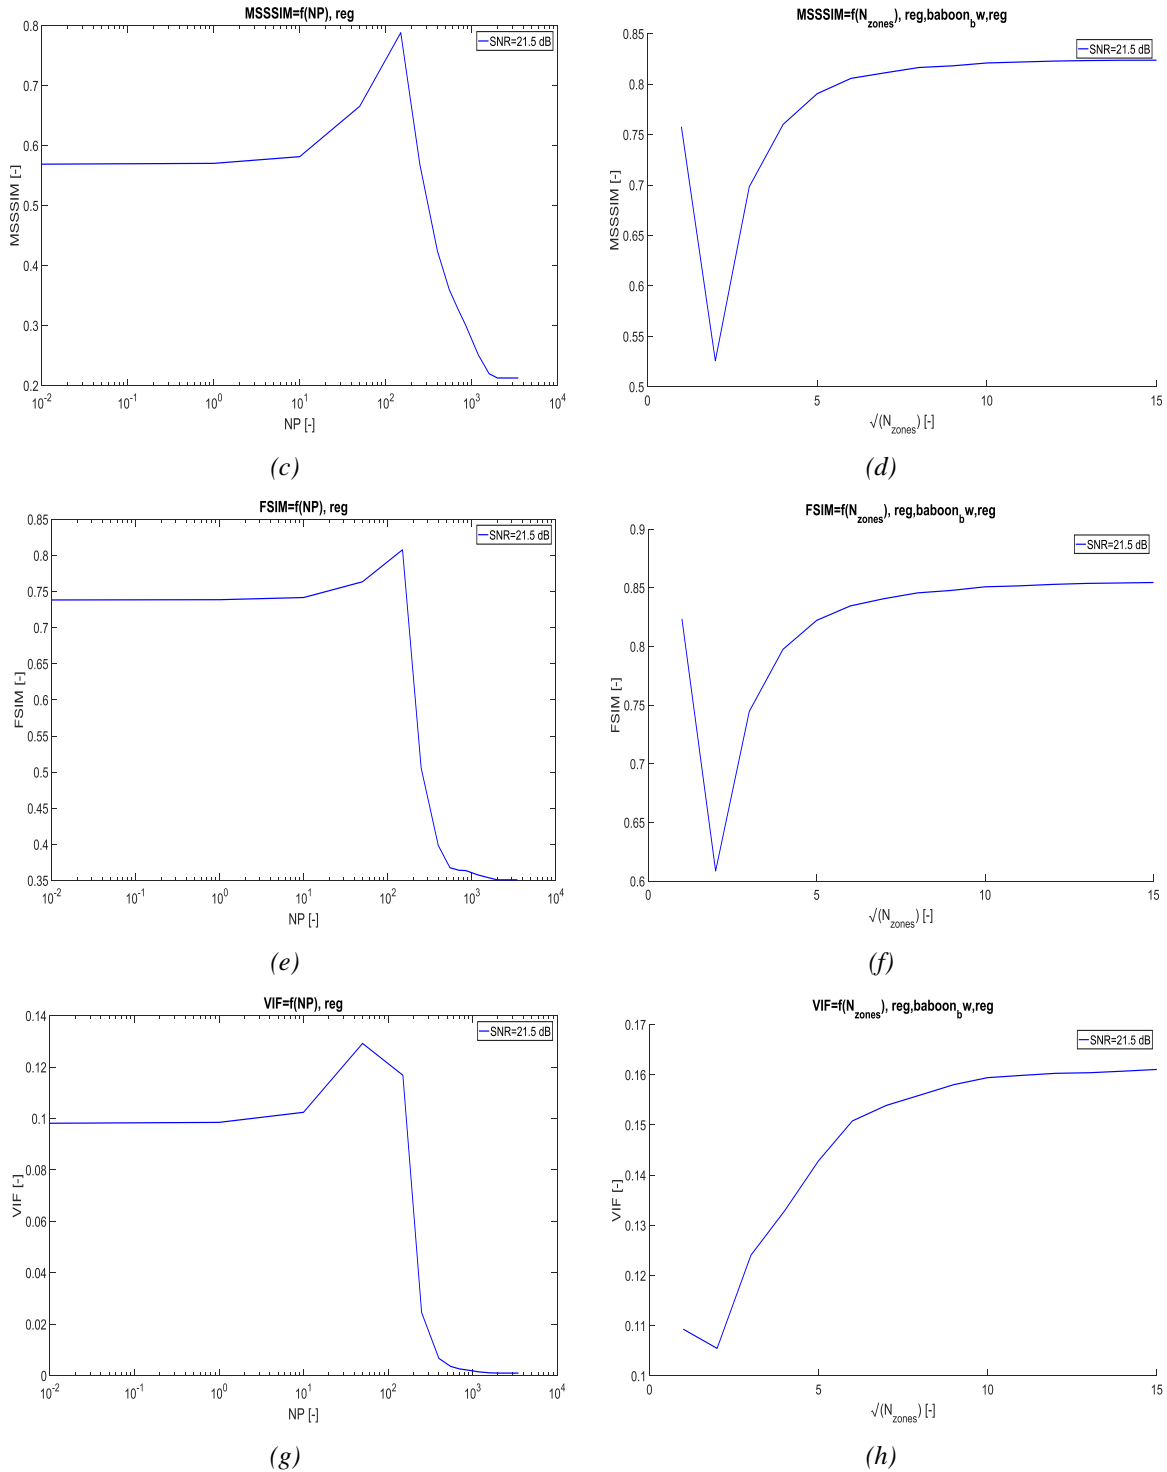 MSSSIM=f(NP), reg
SNR=21.5 dB
0.8
0.7
0.6
0.5
0.4
0.3
0.2
MSSSIM [-]
10-2
10-1
100
101
102
103
104
NP [-]
(c)
MSSSIM=f(Nzones), reg,baboonbw,reg
SNR=21.5 dB
0.85
0.8
0.75
0.7
0.65
0.6
0.55
0.5
MSSSIM [-]
0
5
10
15
√(Nzones) [-]
(d)
FSIM=f(NP), reg
SNR=21.5 dB
0.85
0.8
0.75
0.7
0.65
0.6
0.55
0.5
0.45
0.4
0.35
FSIM [-]
10-2
10-1
100
101
102
103
104
NP [-]
(e)
FSIM=f(Nzones), reg,baboonbw,reg
SNR=21.5 dB
0.9
0.85
0.8
0.75
0.7
0.65
0.6
FSIM [-]
0
5
10
15
√(Nzones) [-]
(f)
VIF=f(NP), reg
SNR=21.5 dB
0.14
0.12
0.1
0.08
0.06
0.04
0.02
0
VIF [-]
10-2
10-1
100
101
102
103
104
NP [-]
(g)
VIF=f(Nzones), reg,baboonbw,reg
SNR=21.5 dB
0.17
0.16
0.15
0.14
0.13
0.12
0.11
0.1
VIF [-]
0
5
10
15
√(Nzones) [-]
(h)